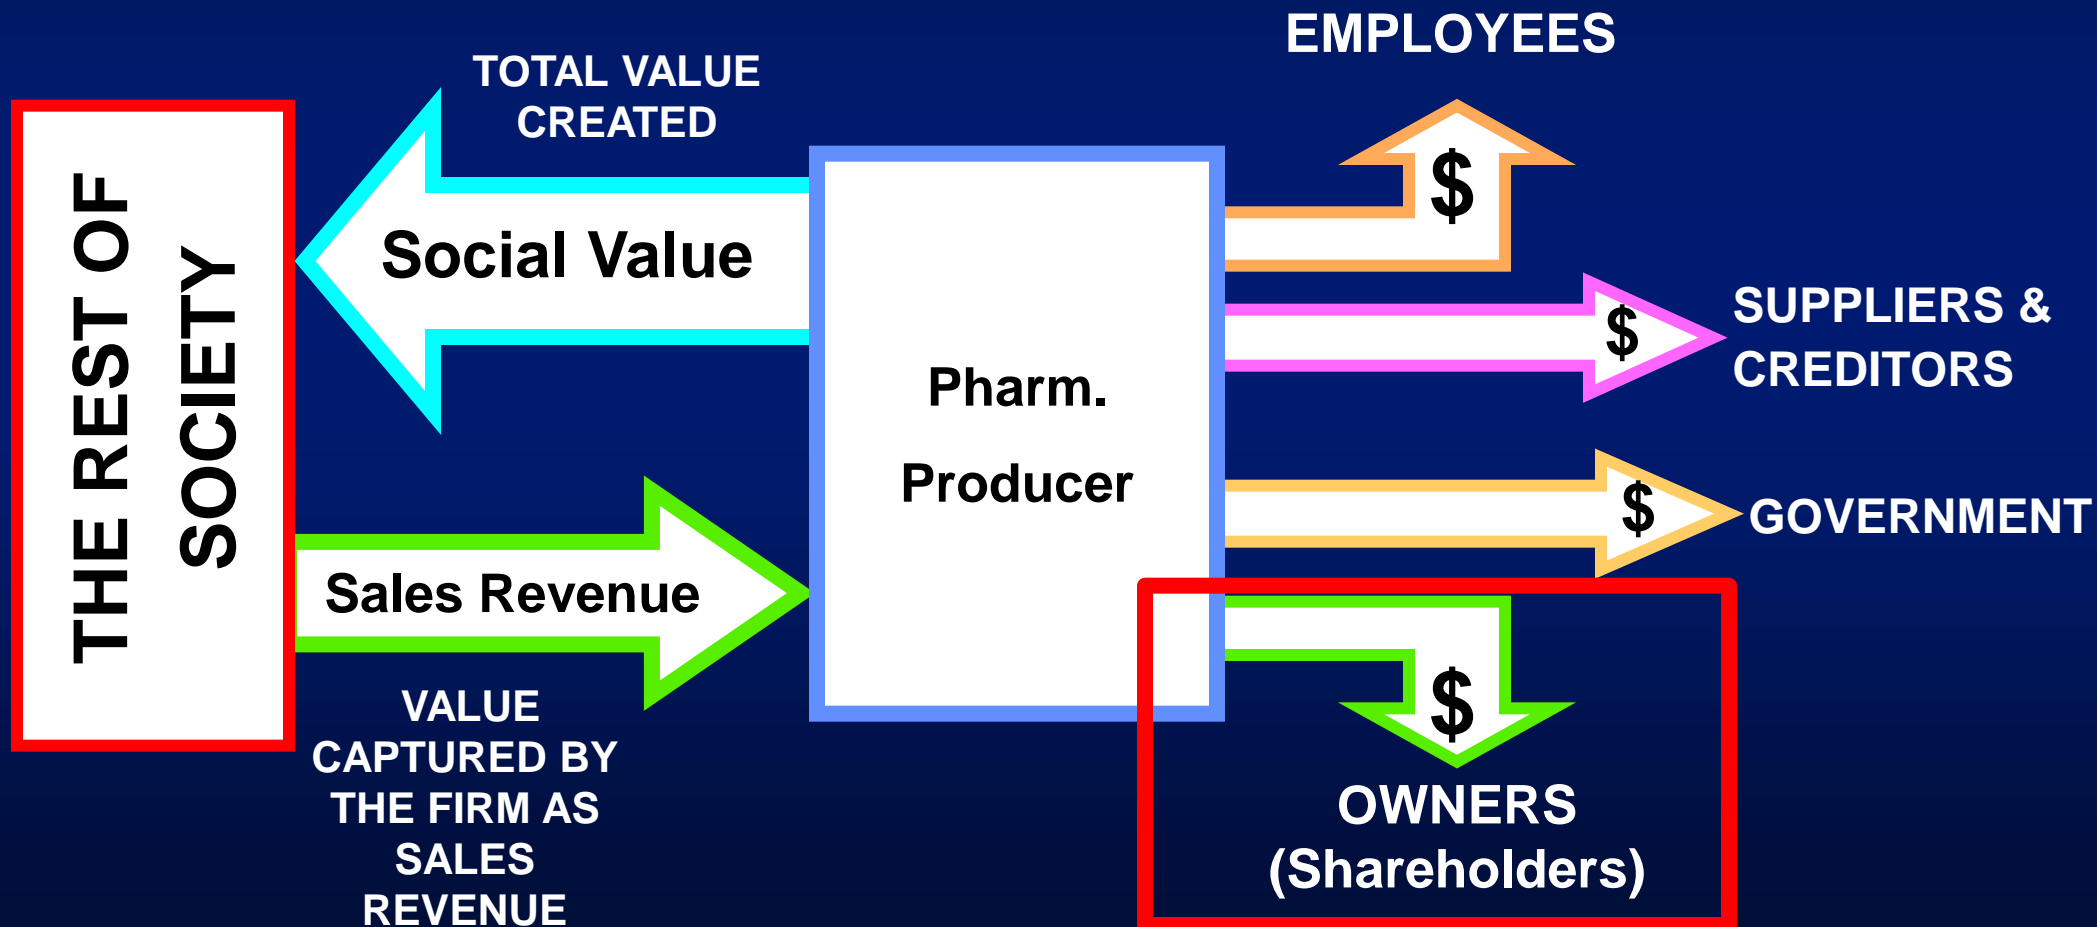 THE REST OF
SOCIETY
TOTAL VALUE
CREATED
Social Value
Sales Revenue
VALUE
CAPTURED BY
THE FIRM AS
SALES
REVENUE
Pharm.
Producer
EMPLOYEES
$
$
SUPPLIERS &
CREDITORS
$
GOVERNMENT
$
OWNERS
(Shareholders)